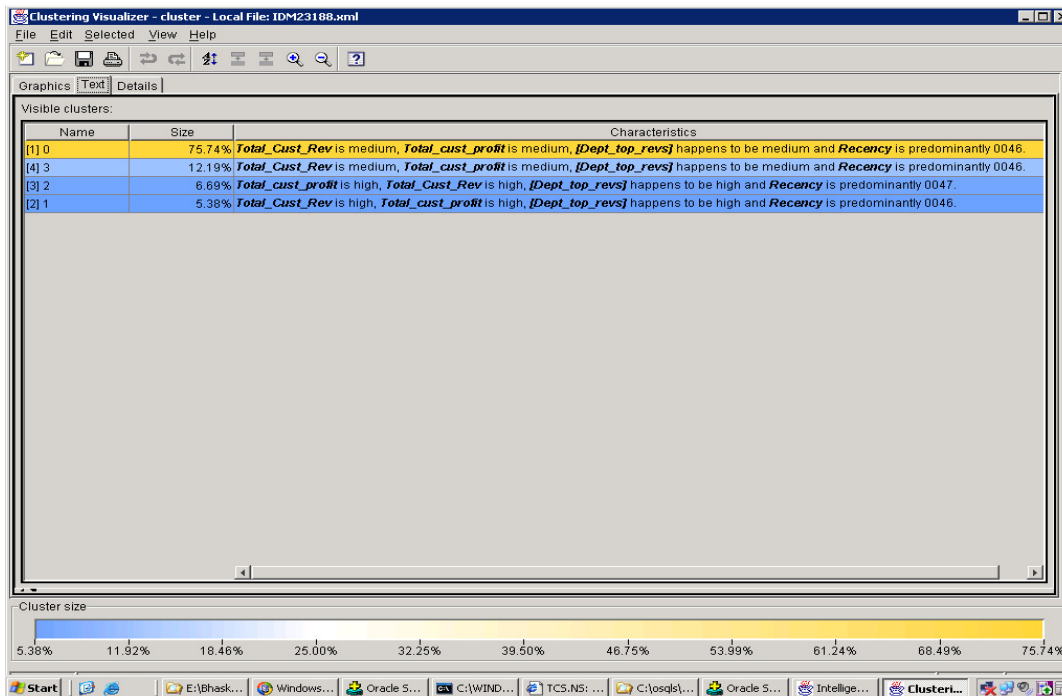 Clustering Visualizer - cluster - Local File: IDM23188.xml
File Edit Selected View Help
Graphics Text Details
Visible clusters:
Name Size Characteristics
[1] 0 75.74% Total_Cust_Rev is medium, Total_cust_profit is medium, [Dept_top_revs] happens to be medium and Recency is predominantly 0046.
[4] 3 12.19% Total_Cust_Rev is medium, Total_cust_profit is medium, [Dept_top_revs] happens to be medium and Recency is predominantly 0046.
[3] 2 6.69% Total_cust_profit is high, Total_Cust_Rev is high, [Dept_top_revs] happens to be high and Recency is predominantly 0047.
[2] 1 5.38% Total_Cust_Rev is high, Total_cust_profit is high, [Dept_top_revs] happens to be high and Recency is predominantly 0046.
Cluster size
5.38% 11.92% 18.46% 25.00% 32.25% 39.50% 46.75% 53.99% 61.24% 68.49% 75.74%
Start E:\Bhask... Windows... Oracle S... C:\WIND... TCS.NS: ... C:\osqls\... Oracle S... Intellige... Clusteri...